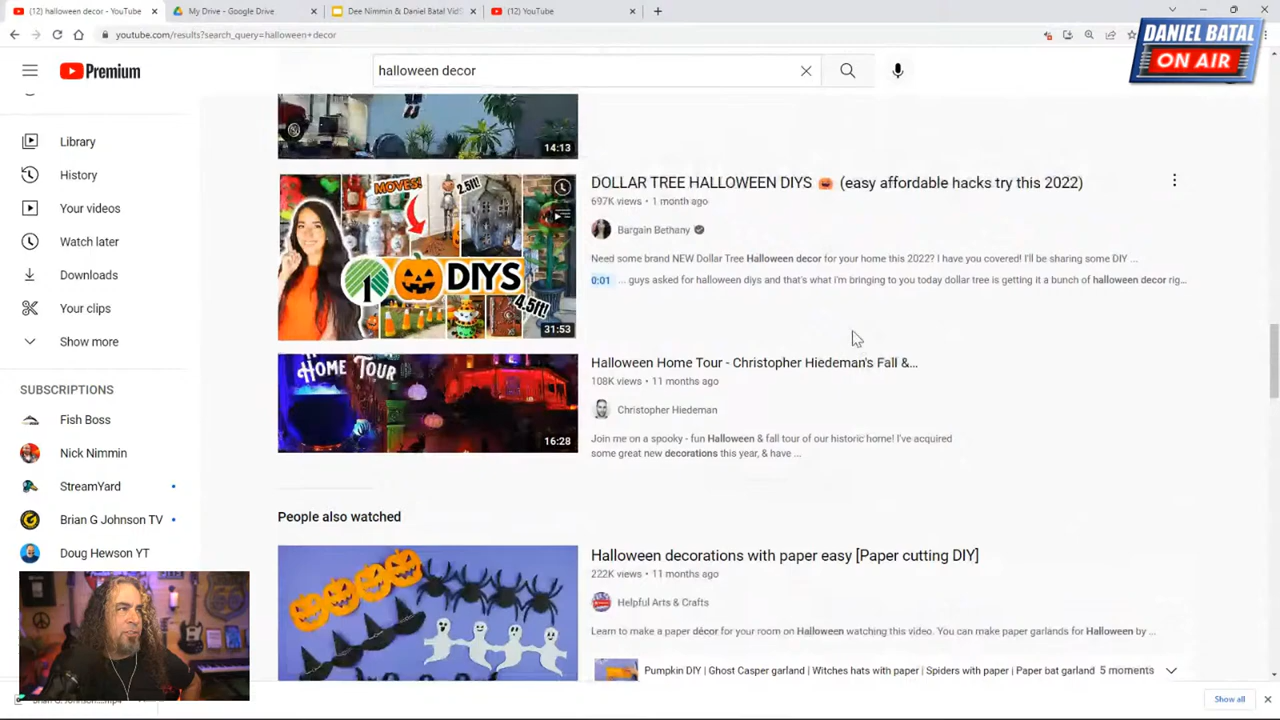 (12) halloween decor - YouTube
My Drive - Google Drive
Dee Nimmin & Daniel Batal Vid
(12) YouTube
youtube.com/results?search_query=halloween+decor
DANIEL BATAL
ON AIR
Premium
halloween decor
Library
History
Your videos
Watch later
Downloads
Your clips
Show more
SUBSCRIPTIONS
Fish Boss
Nick Nimmin
StreamYard
Brian G Johnson TV
Doug Hewson YT
14:13
MOVES!
2.5ft!
1
DIYS
4.5ft!
31:53
DOLLAR TREE HALLOWEEN DIYS 🎃 (easy affordable hacks try this 2022)
697K views • 1 month ago
Bargain Bethany
Need some brand NEW Dollar Tree Halloween decor for your home this 2022? I have you covered! I'll be sharing some DIY ...
0:01 ... guys asked for halloween diys and that's what i'm bringing to you today dollar tree is getting it a bunch of halloween decor rig...
HOME TOUR
16:28
Halloween Home Tour - Christopher Hiedeman's Fall &...
108K views • 11 months ago
Christopher Hiedeman
Join me on a spooky - fun Halloween & fall tour of our historic home! I've acquired
some great new decorations this year, & have ...
People also watched
Halloween decorations with paper easy [Paper cutting DIY]
222K views • 11 months ago
Helpful Arts & Crafts
Learn to make a paper décor for your room on Halloween watching this video. You can make paper garlands for Halloween by ...
Pumpkin DIY | Ghost Casper garland | Witches hats with paper | Spiders with paper | Paper bat garland 5 moments
Brian G. Johnson....mp4
Show all